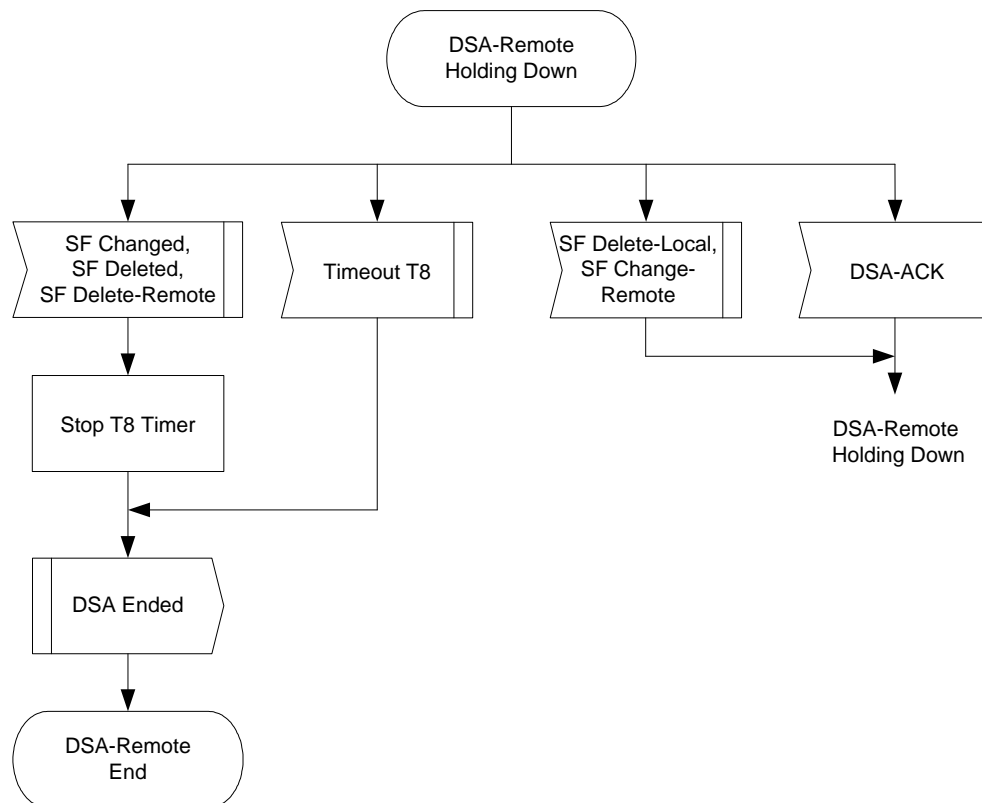 DSA-Remote
Holding Down
SF Changed,
SF Deleted,
SF Delete-Remote
Timeout T8
SF Delete-Local,
SF Change-
Remote
DSA-ACK
Stop T8 Timer
DSA-Remote
Holding Down
DSA Ended
DSA-Remote
End